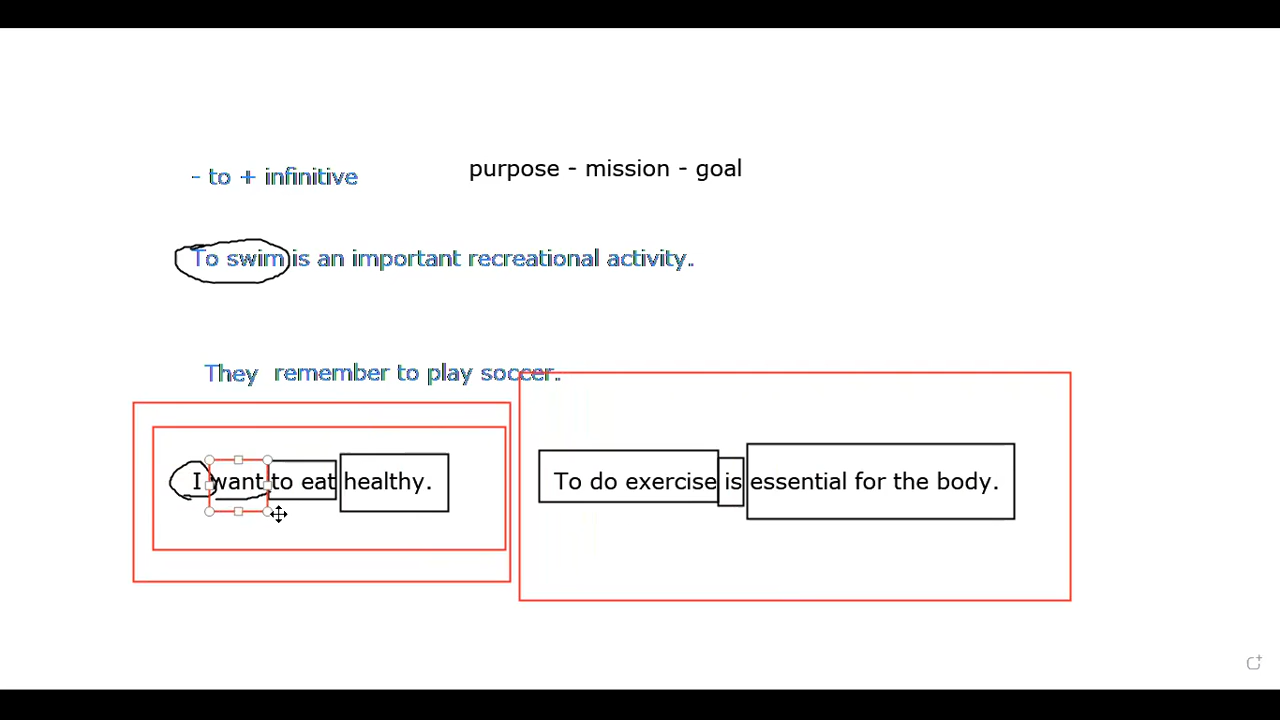 - to + infinitive
purpose - mission - goal
To swim is an important recreational activity..
They remember to play soccer..
I want to eat healthy.
To do exercise is essential for the body.